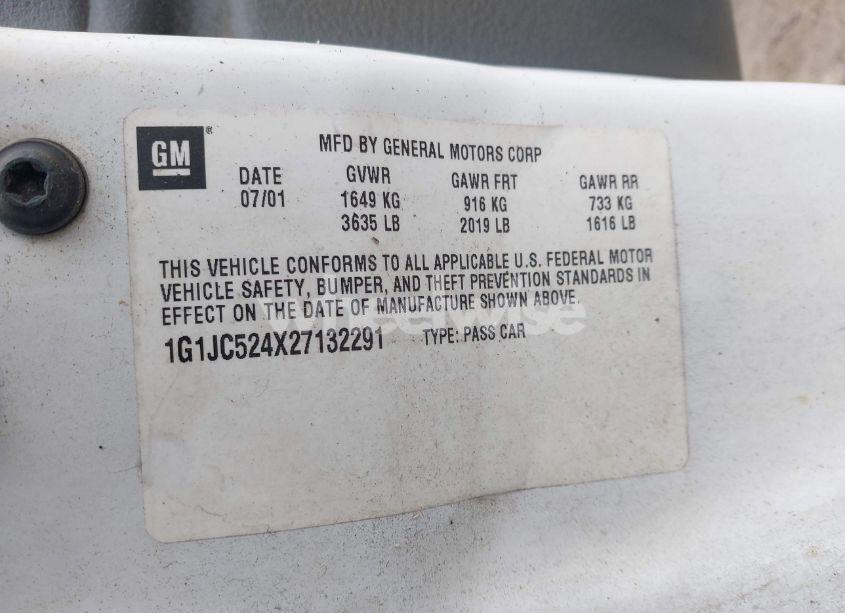 GM®
MFD BY GENERAL MOTORS CORP
DATE GVWR GAWR FRT GAWR RR
07/01 1649 KG 916 KG 733 KG
3635 LB 2019 LB 1616 LB
THIS VEHICLE CONFORMS TO ALL APPLICABLE U.S. FEDERAL MOTOR
VEHICLE SAFETY, BUMPER, AND THEFT PREVENTION STANDARDS IN
EFFECT ON THE DATE OF MANUFACTURE SHOWN ABOVE.
1G1JC524X27132291 TYPE: PASS CAR
Wheelwise